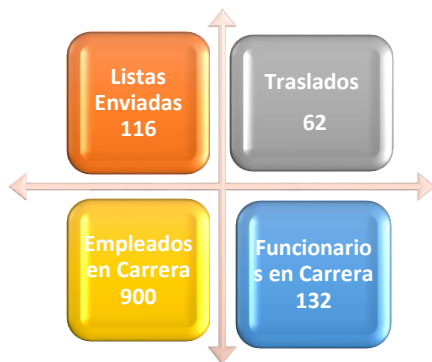 Listas
Enviadas
116
Traslados
62
Empleados
en Carrera
900
Funcionario
s en Carrera
132